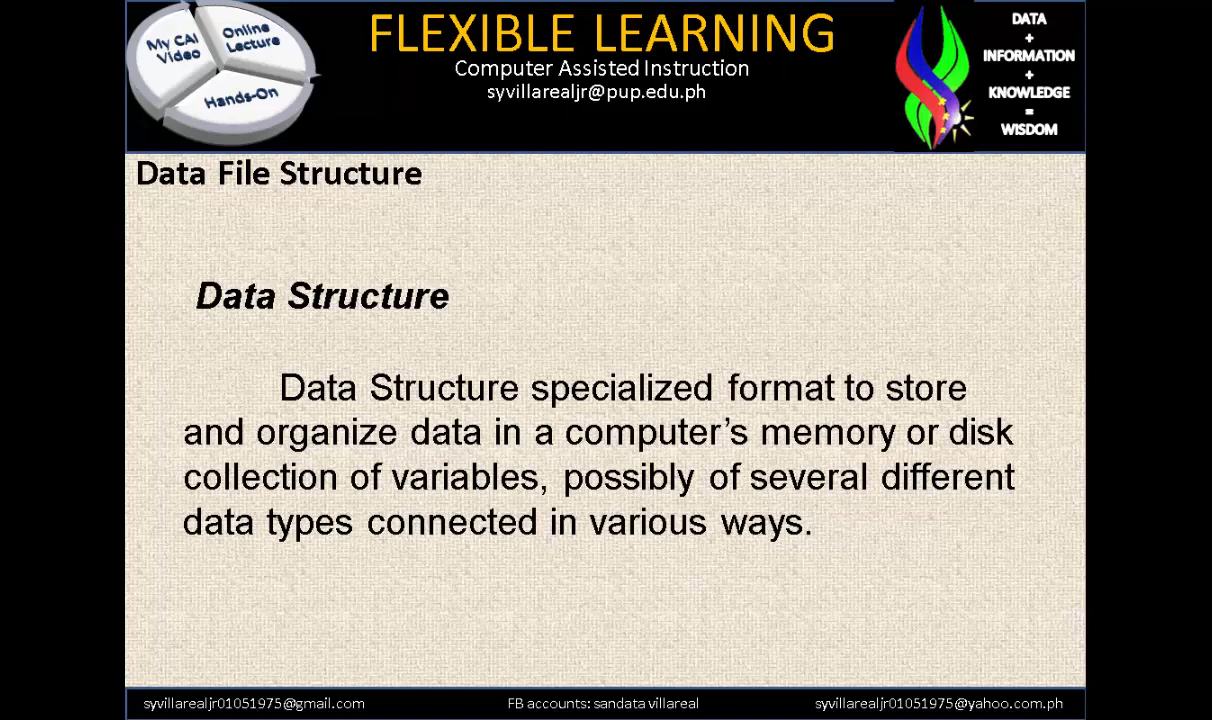 My CAI
Video
Online
Lecture
Hands-On
FLEXIBLE LEARNING
Computer Assisted Instruction
syvillarealjr@pup.edu.ph
DATA
+
INFORMATION
+
KNOWLEDGE
=
WISDOM
Data File Structure
Data Structure
Data Structure specialized format to store
and organize data in a computer’s memory or disk
collection of variables, possibly of several different
data types connected in various ways.
syvillarealjr01051975@gmail.com
FB accounts: sandata villareal
syvillarealjr01051975@yahoo.com.ph